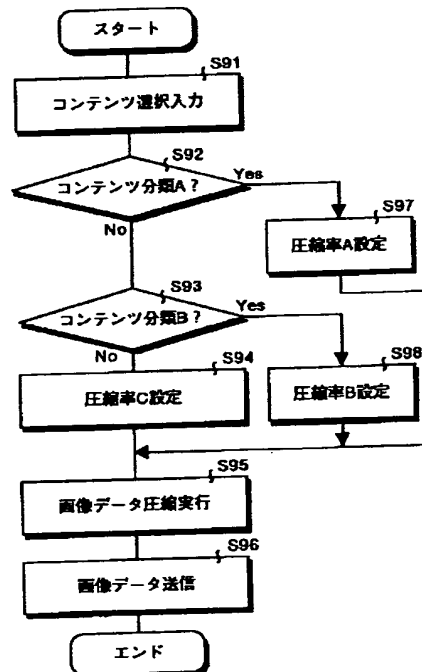 スタート
S91
コンテンツ選択入力
S92
コンテンツ分類A?
Yes
No
S97
圧縮率A設定
S93
コンテンツ分類B?
Yes
No
S94
圧縮率C設定
S98
圧縮率B設定
S95
画像データ圧縮実行
S96
画像データ送信
エンド